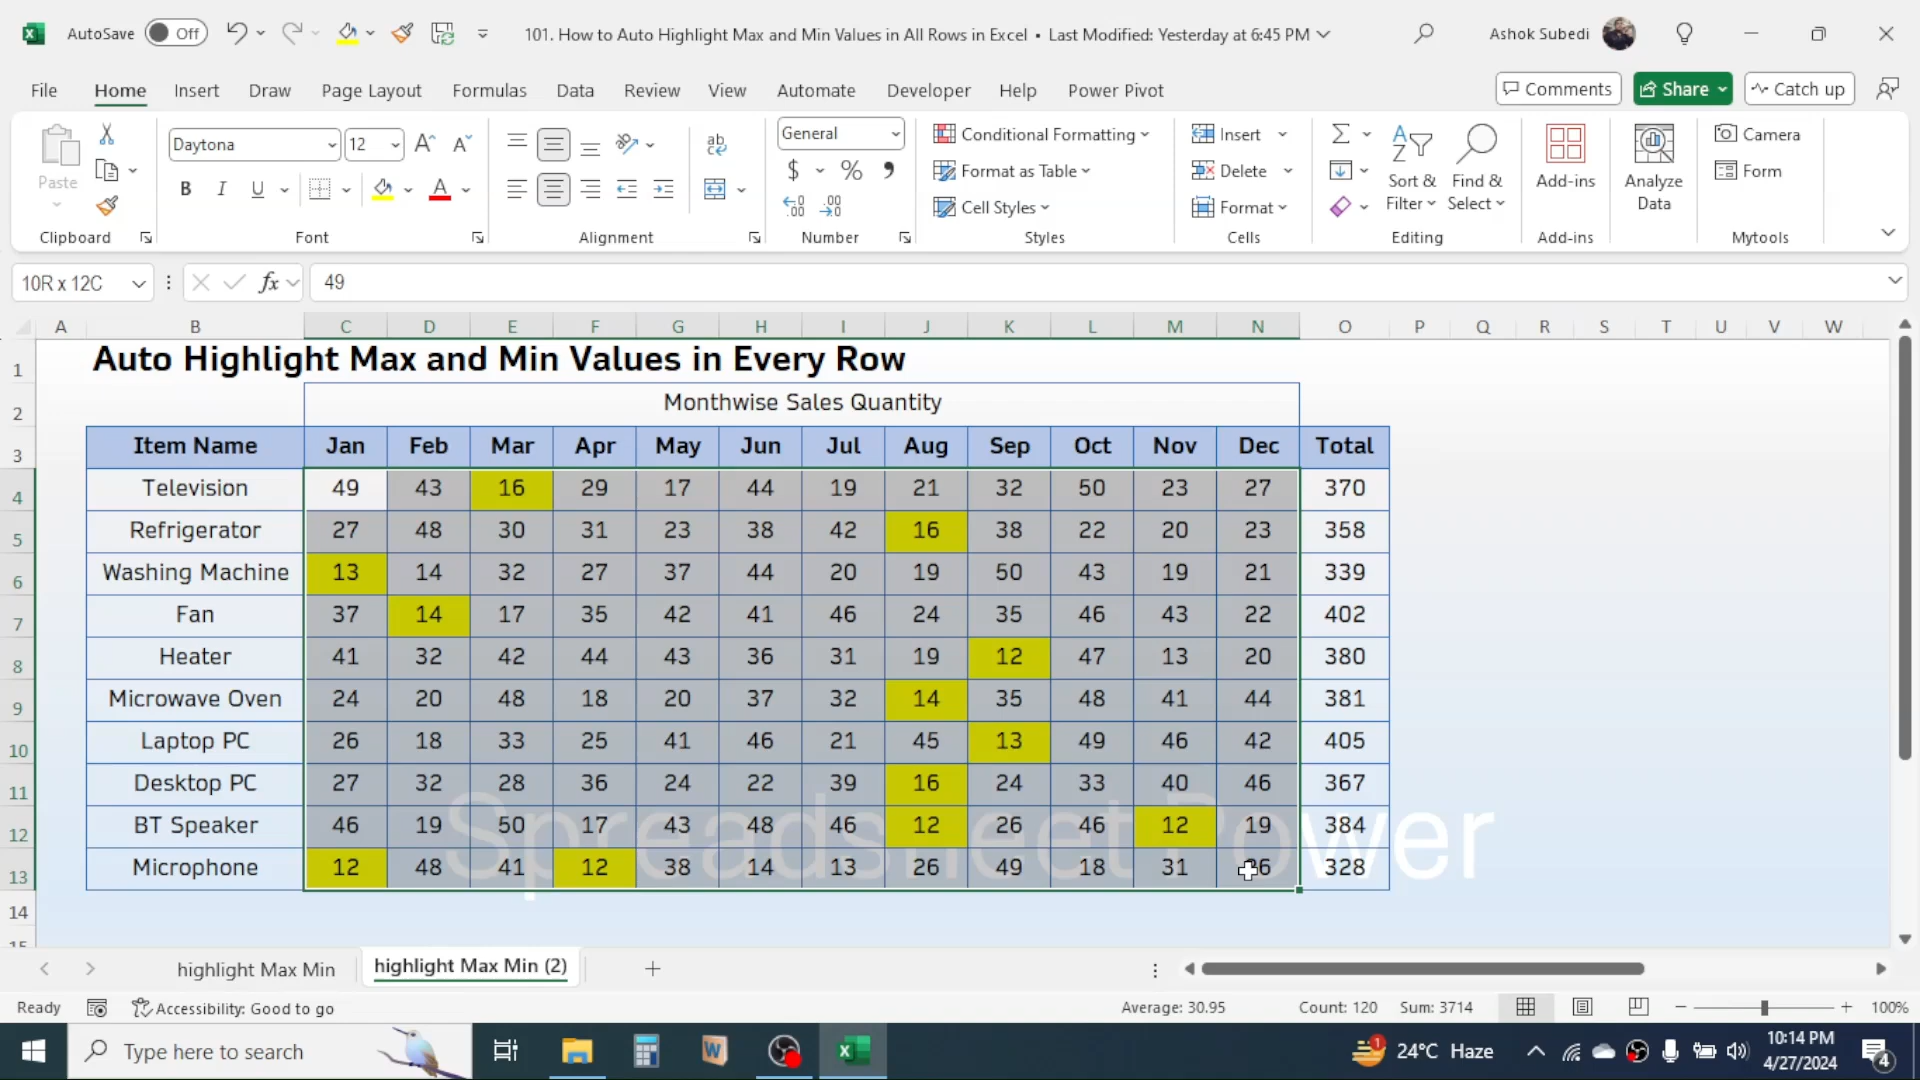 AutoSave Off 101. How to Auto Highlight Max and Min Values in All Rows in Excel • Last Modified: Yesterday at 6:45 PM Ashok Subedi
File Home Insert Draw Page Layout Formulas Data Review View Automate Developer Help Power Pivot Comments Share Catch up
Paste Daytona 12 General Conditional Formatting Insert Camera
Format as Table Delete Sort & Filter Find & Select Add-ins Analyze Data Form
B I U $ % Cell Styles Format
Clipboard Font Alignment Number Styles Cells Editing Add-ins Mytools
10R x 12C fx 49
A B C D E F G H I J K L M N O P Q R S T U V W
1 Auto Highlight Max and Min Values in Every Row
2 Monthwise Sales Quantity
3 Item Name Jan Feb Mar Apr May Jun Jul Aug Sep Oct Nov Dec Total
4 Television 49 43 16 29 17 44 19 21 32 50 23 27 370
5 Refrigerator 27 48 30 31 23 38 42 16 38 22 20 23 358
6 Washing Machine 13 14 32 27 37 44 20 19 50 43 19 21 339
7 Fan 37 14 17 35 42 41 46 24 35 46 43 22 402
8 Heater 41 32 42 44 43 36 31 19 12 47 13 20 380
9 Microwave Oven 24 20 48 18 20 37 32 14 35 48 41 44 381
10 Laptop PC 26 18 33 25 41 46 21 45 13 49 46 42 405
11 Desktop PC 27 32 28 36 24 22 39 16 24 33 40 46 367
12 BT Speaker 46 19 50 17 43 48 46 12 26 46 12 19 384
Spreadsheet Power
13 Microphone 12 48 41 12 38 14 13 26 49 18 31 26 328
14
15
highlight Max Min highlight Max Min (2)
Ready Accessibility: Good to go Average: 30.95 Count: 120 Sum: 3714 100%
Type here to search 1 24°C Haze 10:14 PM
4/27/2024 4